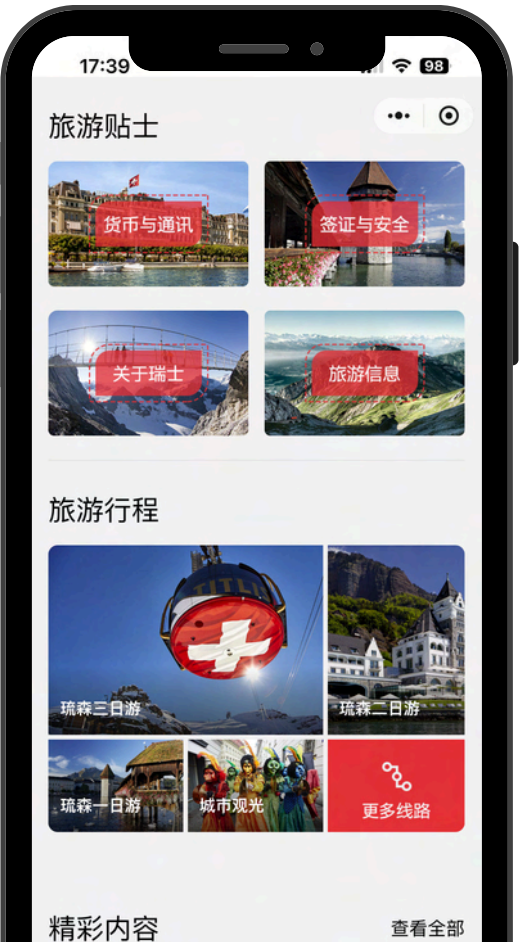 17:39
98
旅游贴士
货币与通讯
签证与安全
关于瑞士
旅游信息
旅游行程
TITLIS
琉森三日游
琉森二日游
琉森一日游
城市观光
更多线路
精彩内容
查看全部